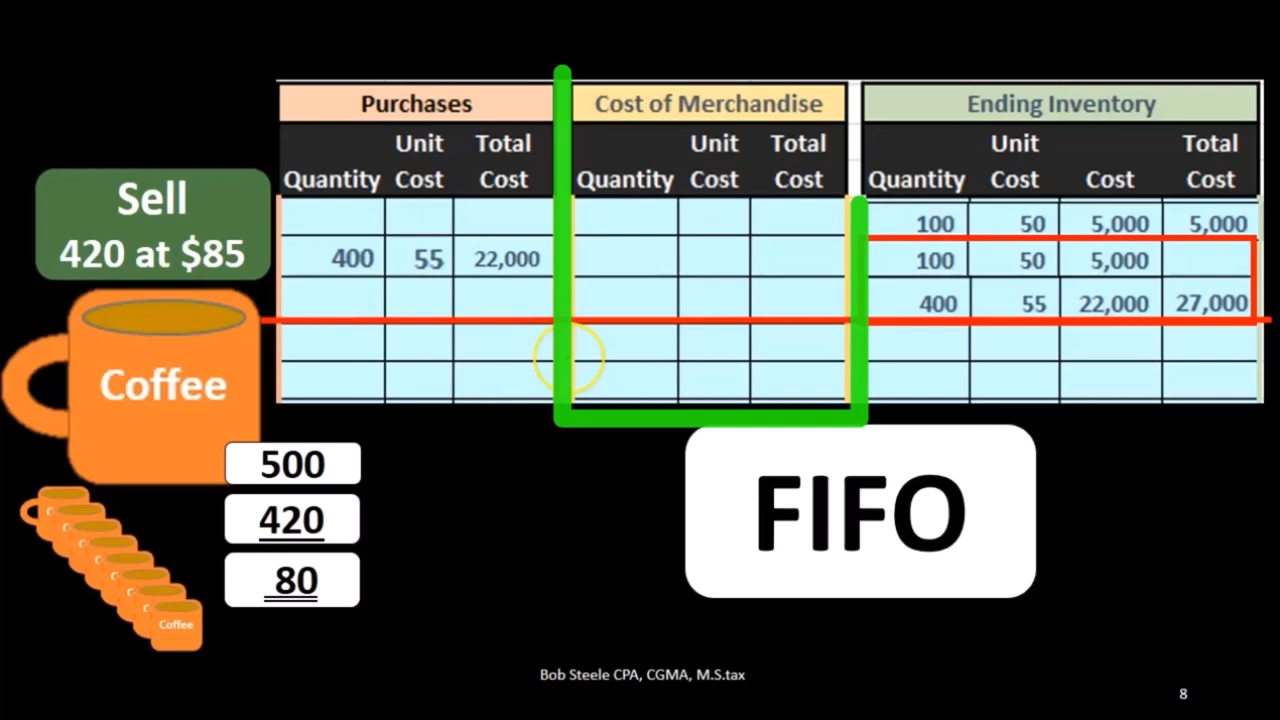 Purchases Cost of Merchandise Ending Inventory
Unit Total Unit Total Unit Total
Quantity Cost Cost Quantity Cost Cost Quantity Cost Cost Cost
100 50 5,000 5,000
400 55 22,000 100 50 5,000
400 55 22,000 27,000
Sell
420 at $85
Coffee
500
420
80
Coffee
FIFO
Bob Steele CPA, CGMA, M.S.tax
8